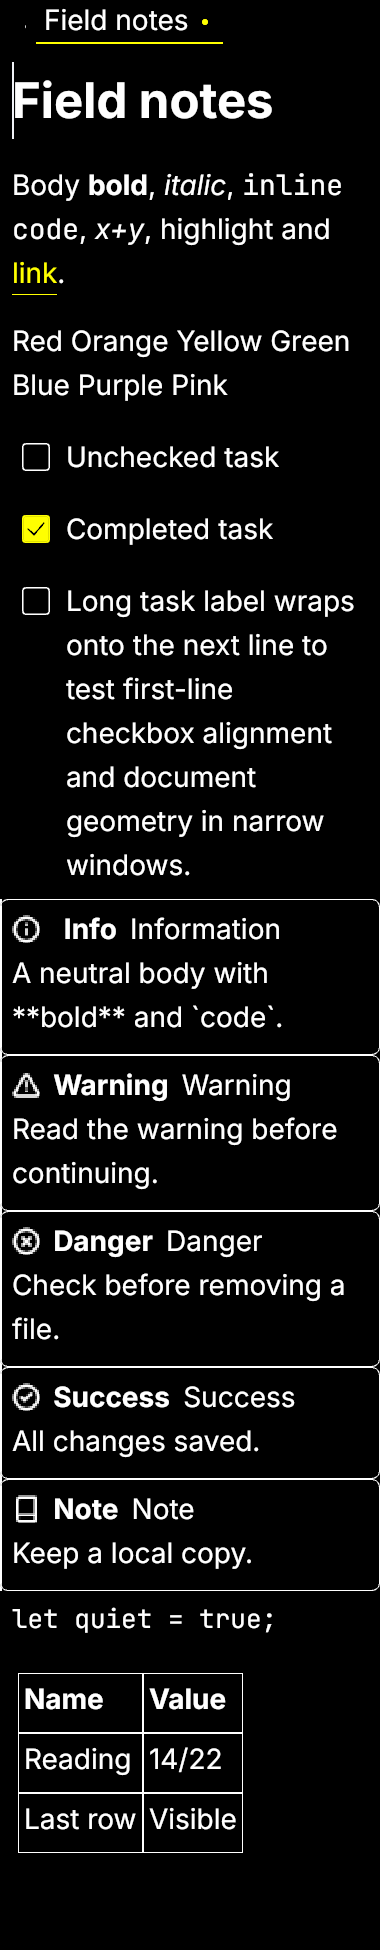 Field notes
Field notes
Body bold, italic, inline
code, x+y, highlight and
link.
Red Orange Yellow Green
Blue Purple Pink
Unchecked task
Completed task
Long task label wraps
onto the next line to
test first-line
checkbox alignment
and document
geometry in narrow
windows.
Info Information
A neutral body with
**bold** and `code`.
Warning Warning
Read the warning before
continuing.
Danger Danger
Check before removing a
file.
Success Success
All changes saved.
Note Note
Keep a local copy.
let quiet = true;
Name Value
Reading 14/22
Last row Visible